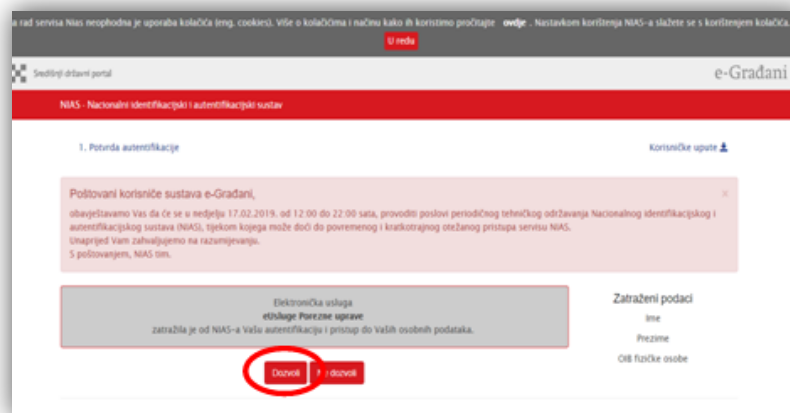 a rad servisa Nias neophodna je uporaba kolačića (eng. cookies). Više o kolačićima i načinu kako ih koristimo pročitajte ovdje . Nastavkom korištenja NIAS-a slažete se s korištenjem kolačića.
U redu
Središnji državni portal
e-Građani
NIAS - Nacionalni identifikacijski i autentifikacijski sustav
1. Potvrda autentifikacije
Korisničke upute
Poštovani korisniče sustava e-Građani,
obavještavamo Vas da će se u nedjelju 17.02.2019. od 12:00 do 22:00 sata, provoditi poslovi periodičnog tehničkog održavanja Nacionalnog identifikacijskog i
autentifikacijskog sustava (NIAS), tijekom kojega može doći do povremenog i kratkotrajnog otežanog pristupa servisu NIAS.
Unaprijed Vam zahvaljujemo na razumijevanju.
S poštovanjem, NIAS tim.
Elektronička usluga
eUsluge Porezne uprave
zatražila je od NIAS-a Vašu autentifikaciju i pristup do Vaših osobnih podataka.
Zatraženi podaci
Ime
Prezime
OIB fizičke osobe
Dozvoli
Ne dozvoli